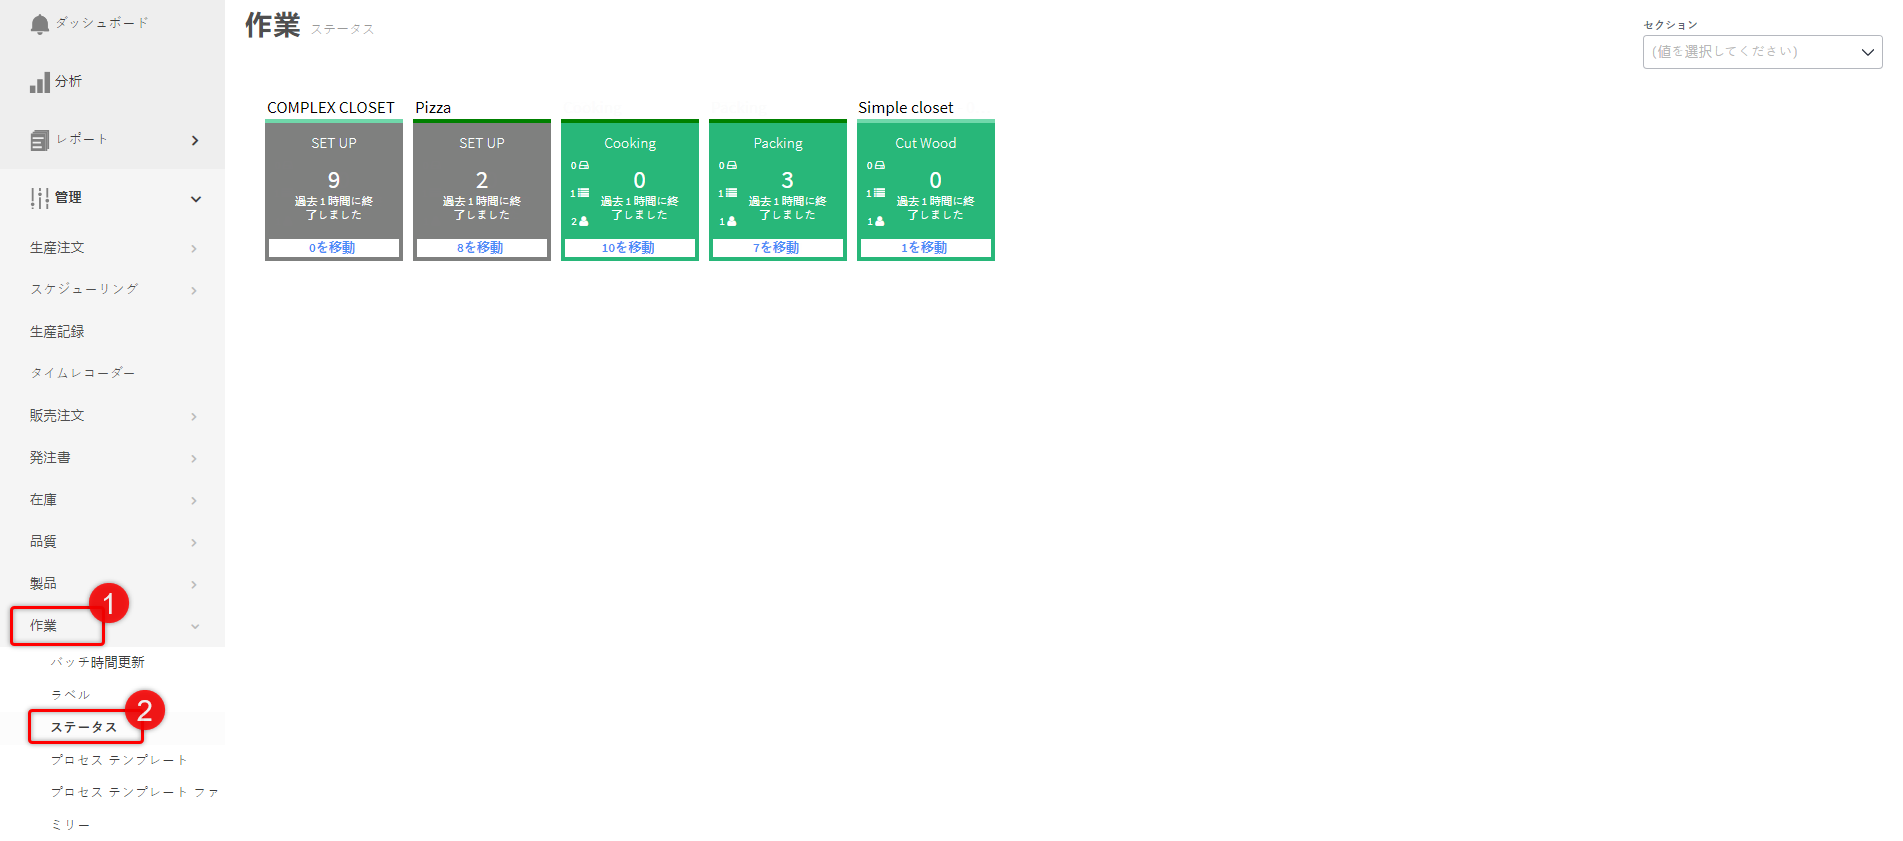 ダッシュボード
分析
レポート
管理
生産注文
スケジューリング
生産記録
タイムレコーダー
販売注文
発注書
在庫
品質
製品
作業
1
バッチ時間更新
ラベル
ステータス
2
プロセス テンプレート
プロセス テンプレート ファ
ミリー
作業 ステータス
セクション
(値を選択してください)
COMPLEX CLOSET
SET UP
9
過去 1 時間に終
了しました
0を移動
Pizza
SET UP
2
過去 1 時間に終
了しました
8を移動
Cooking
0
1
2
0
過去 1 時間に終
了しました
10を移動
Packing
0
1
1
3
過去 1 時間に終
了しました
7を移動
Simple closet
Cut Wood
0
1
1
0
過去 1 時間に終
了しました
1を移動